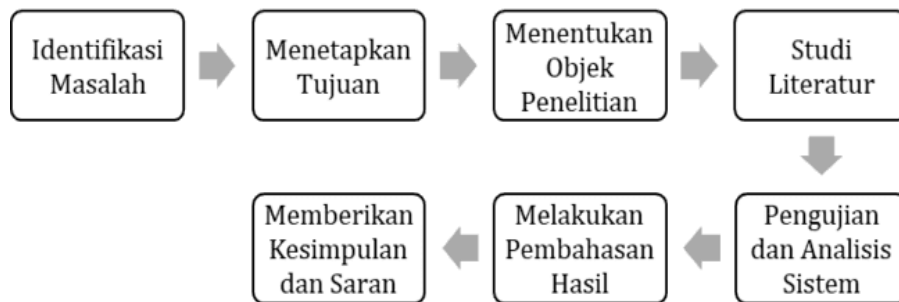 Identifikasi
Masalah
Menetapkan
Tujuan
Menentukan
Objek
Penelitian
Studi
Literatur
Pengujian
dan Analisis
Sistem
Melakukan
Pembahasan
Hasil
Memberikan
Kesimpulan
dan Saran